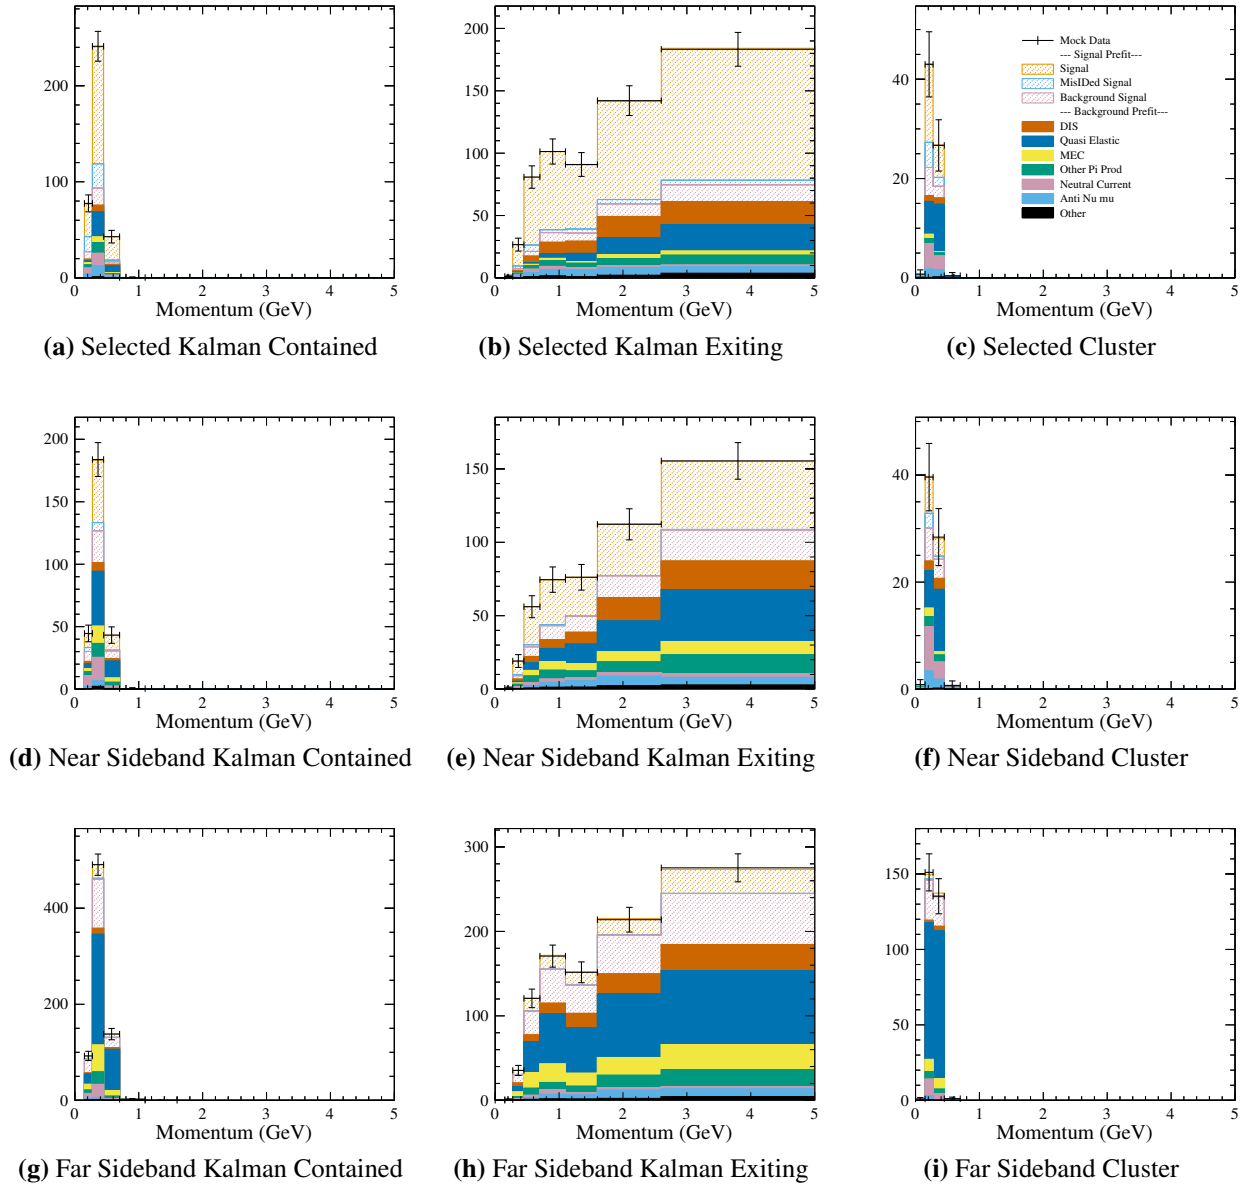 200
100
0
0 1 2 3 4 5
Momentum (GeV)
(a) Selected Kalman Contained
200
150
100
50
0
0 1 2 3 4 5
Momentum (GeV)
(b) Selected Kalman Exiting
40
20
0
0 1 2 3 4 5
Momentum (GeV)
Mock Data
--- Signal Prefit---
Signal
MisIDed Signal
Background Signal
--- Background Prefit---
DIS
Quasi Elastic
MEC
Other Pi Prod
Neutral Current
Anti Nu mu
Other
(c) Selected Cluster
200
150
100
50
0
0 1 2 3 4 5
Momentum (GeV)
(d) Near Sideband Kalman Contained
150
100
50
0
0 1 2 3 4 5
Momentum (GeV)
(e) Near Sideband Kalman Exiting
40
20
0
0 1 2 3 4 5
Momentum (GeV)
(f) Near Sideband Cluster
400
200
0
0 1 2 3 4 5
Momentum (GeV)
(g) Far Sideband Kalman Contained
300
200
100
0
0 1 2 3 4 5
Momentum (GeV)
(h) Far Sideband Kalman Exiting
150
100
50
0
0 1 2 3 4 5
Momentum (GeV)
(i) Far Sideband Cluster